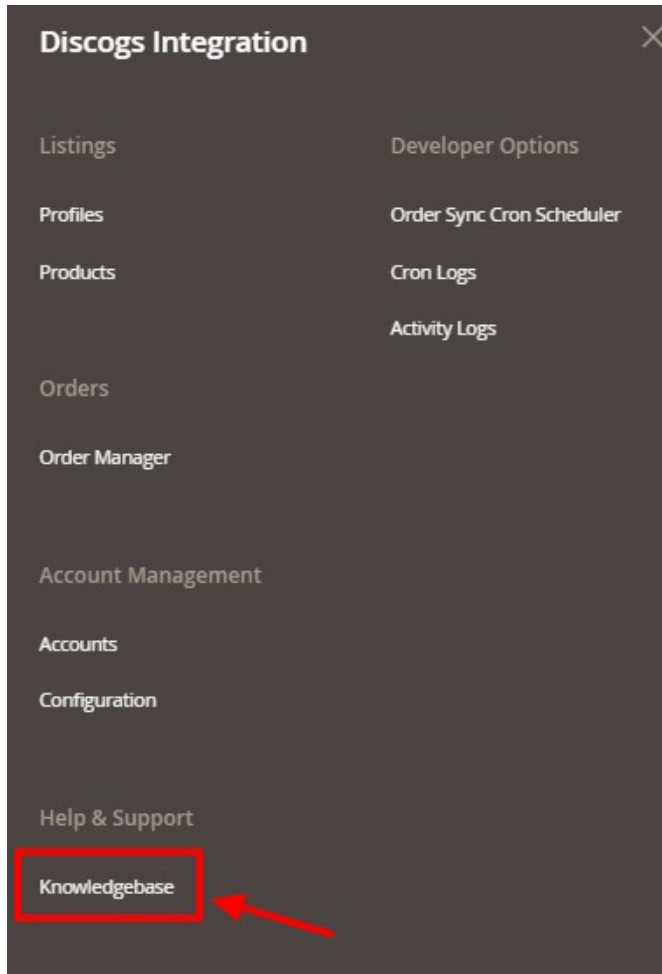 Discogs Integration
Listings
Profiles
Products
Orders
Order Manager
Account Management
Accounts
Configuration
Help & Support
Knowledgebase
Developer Options
Order Sync Cron Scheduler
Cron Logs
Activity Logs